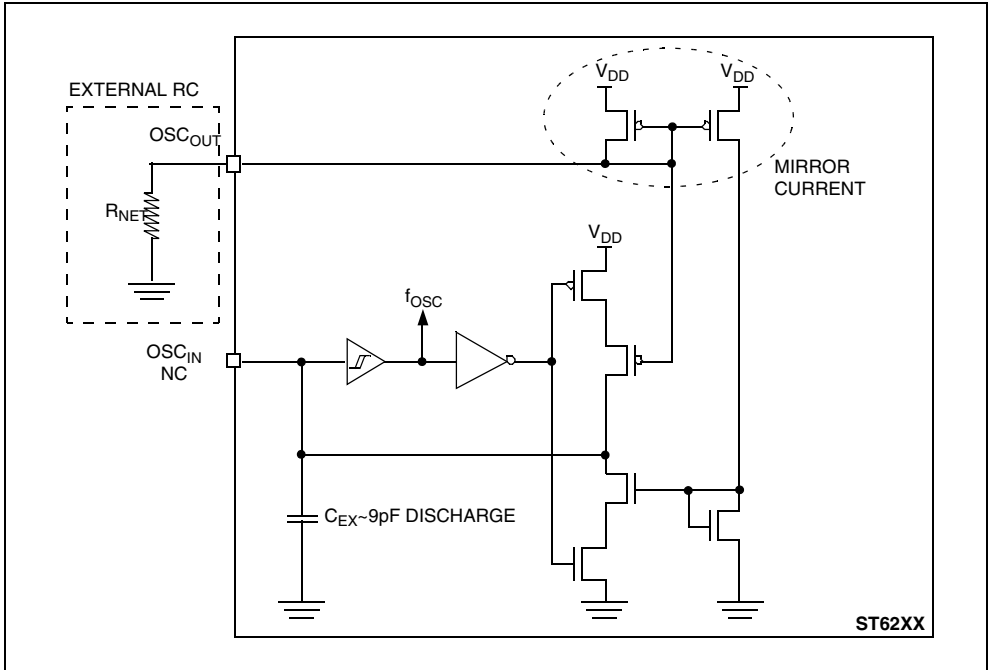 V_DD V_DD
EXTERNAL RC
OSC_OUT
MIRROR
CURRENT
R_NET
V_DD
f_OSC
OSC_IN
NC
C_EX~9pF DISCHARGE
ST62XX